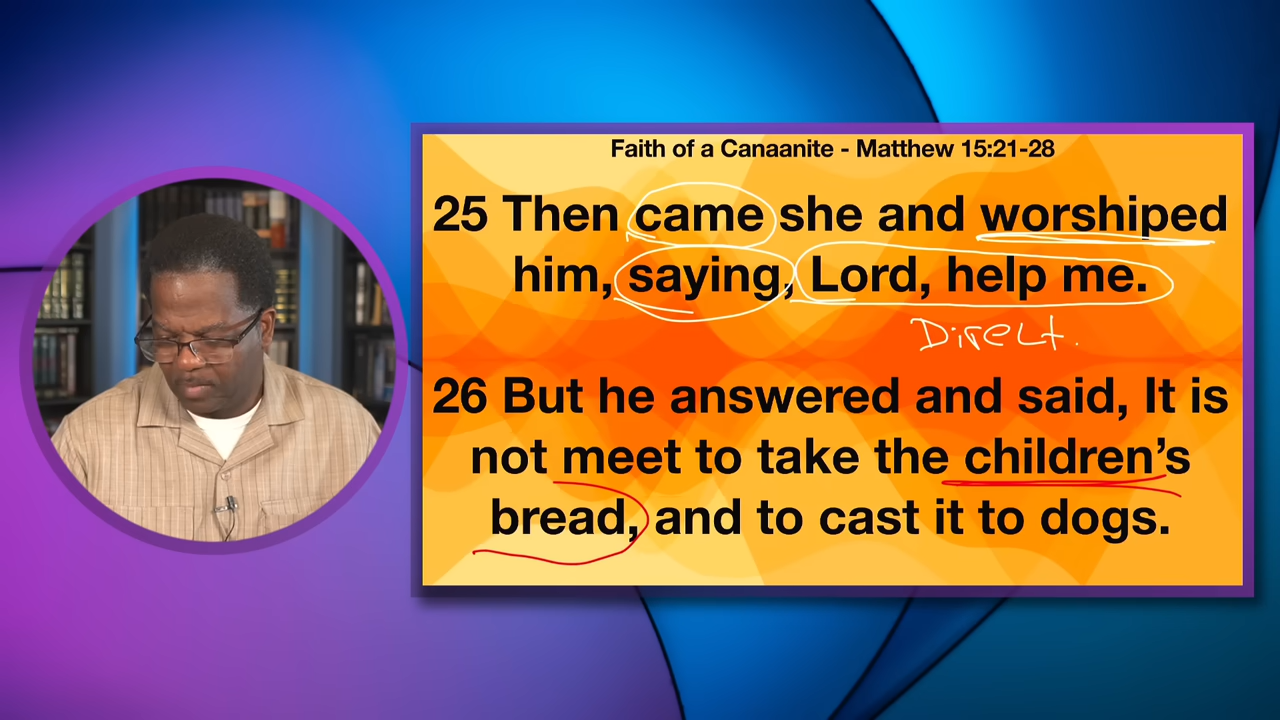 Faith of a Canaanite - Matthew 15:21-28
25 Then came she and worshiped
him, saying, Lord, help me.
Direct.
26 But he answered and said, It is
not meet to take the children’s
bread, and to cast it to dogs.